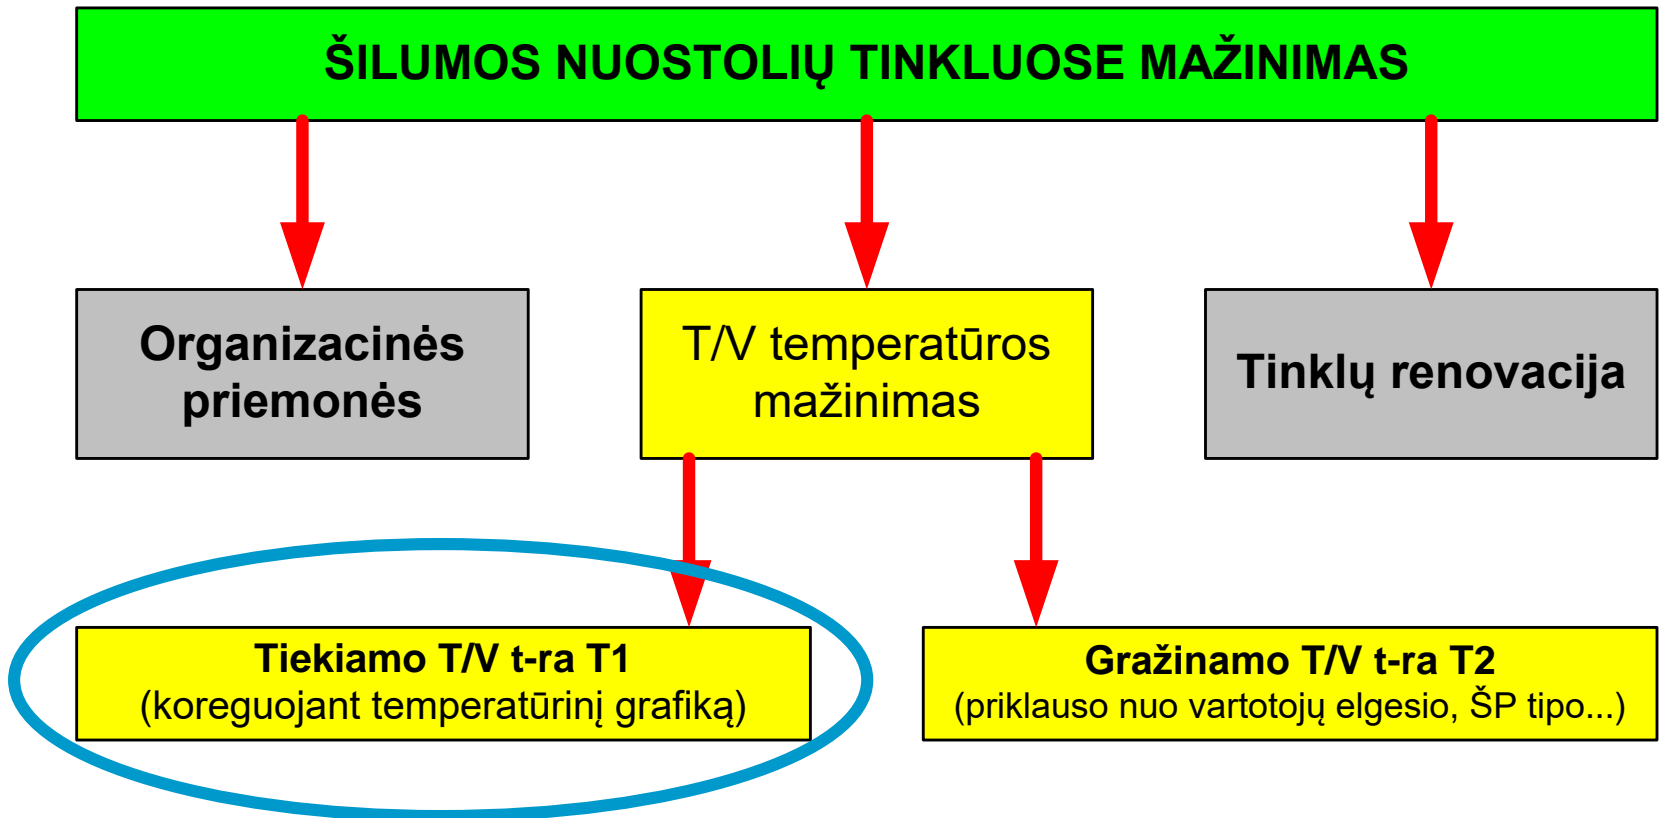 ŠILUMOS NUOSTOLIŲ TINKLUOSE MAŽINIMAS
Organizacinės
priemonės
T/V temperatūros
mažinimas
Tinklų renovacija
Tiekiamo T/V t-ra T1
(koreguojant temperatūrinį grafiką)
Gražinamo T/V t-ra T2
(priklauso nuo vartotojų elgesio, ŠP tipo...)